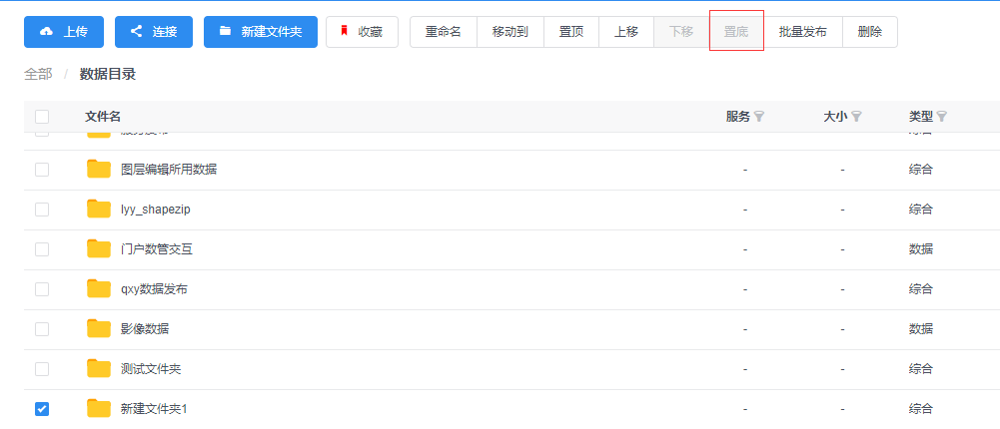 上传 连接 新建文件夹 收藏 重命名 移动到 置顶 上移 下移 置底 批量发布 删除
全部 / 数据目录
文件名 服务 大小 类型
图层编辑所用数据 - - 综合
lyy_shapezip - - 综合
门户数管交互 - - 数据
qxy数据发布 - - 综合
影像数据 - - 数据
测试文件夹 - - 综合
新建文件夹1 - - 综合